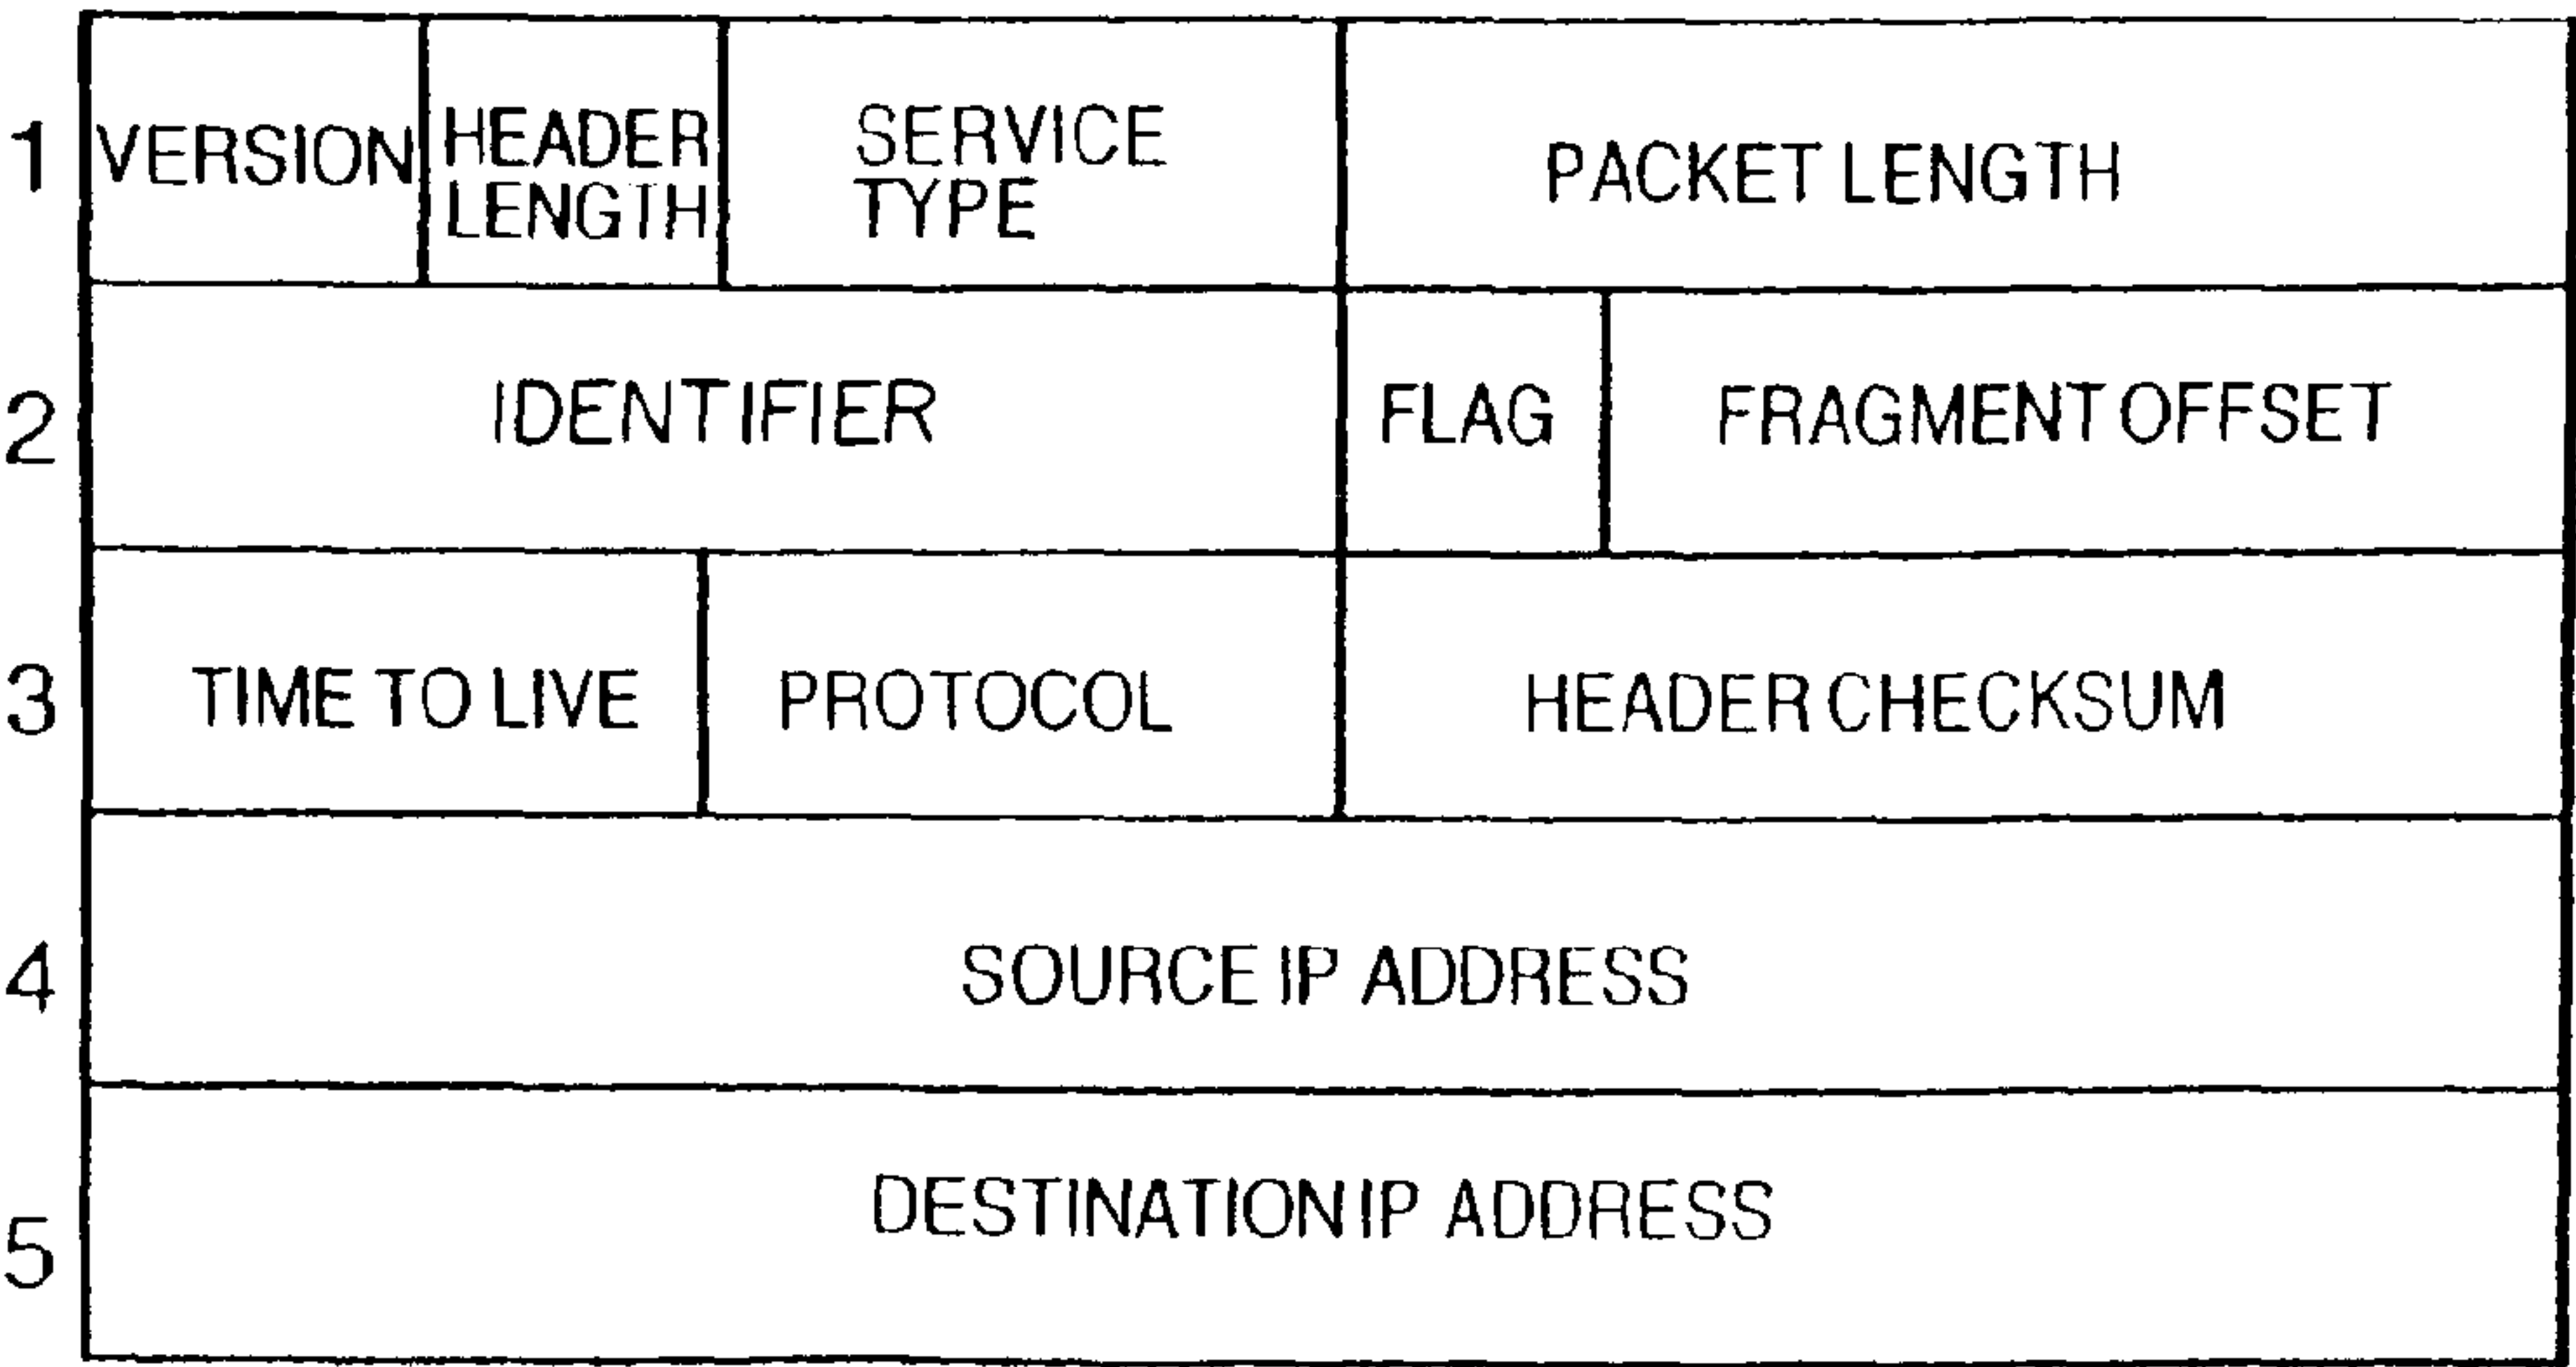 1 VERSION HEADER LENGTH SERVICE TYPE PACKET LENGTH
2 IDENTIFIER FLAG FRAGMENT OFFSET
3 TIME TO LIVE PROTOCOL HEADER CHECKSUM
4 SOURCE IP ADDRESS
5 DESTINATION IP ADDRESS